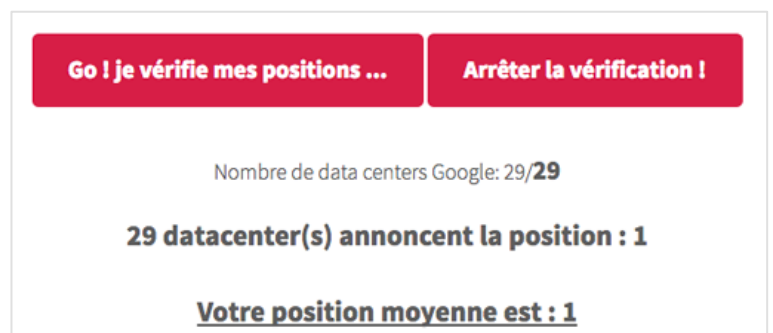 Go ! je vérifie mes positions ... Arrêter la vérification !
Nombre de data centers Google: 29/29
29 datacenter(s) annoncent la position : 1
Votre position moyenne est : 1